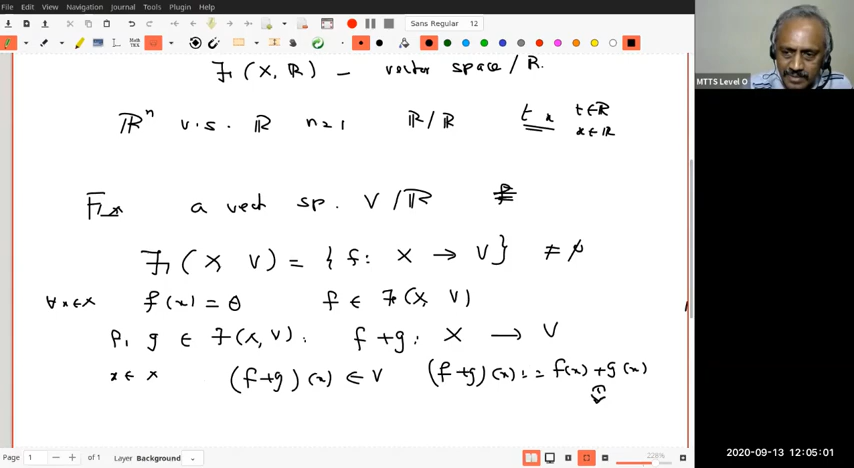 File Edit View Journal Tools Plugin Help
Sans Regular 12
MTTS Level O
ℱ(X, ℝ) – vector space / R.
ℝⁿ v.s. ℝ n=1 ℝ/ℝ t x t∈ℝ
x∈ℝ
Fix a vect sp. V/ℝ
ℱ(X, V) = {f: X → V} ≠ ∅
∀x∈X f(x) = θ f ∈ ℱ(X, V)
f, g ∈ ℱ(X, V): f+g: X → V
x∈X (f+g)(x) ∈ V (f+g)(x) := f(x)+g(x)
Page 1 of 1 Layer Background 228%
2020-09-13 12:05:01